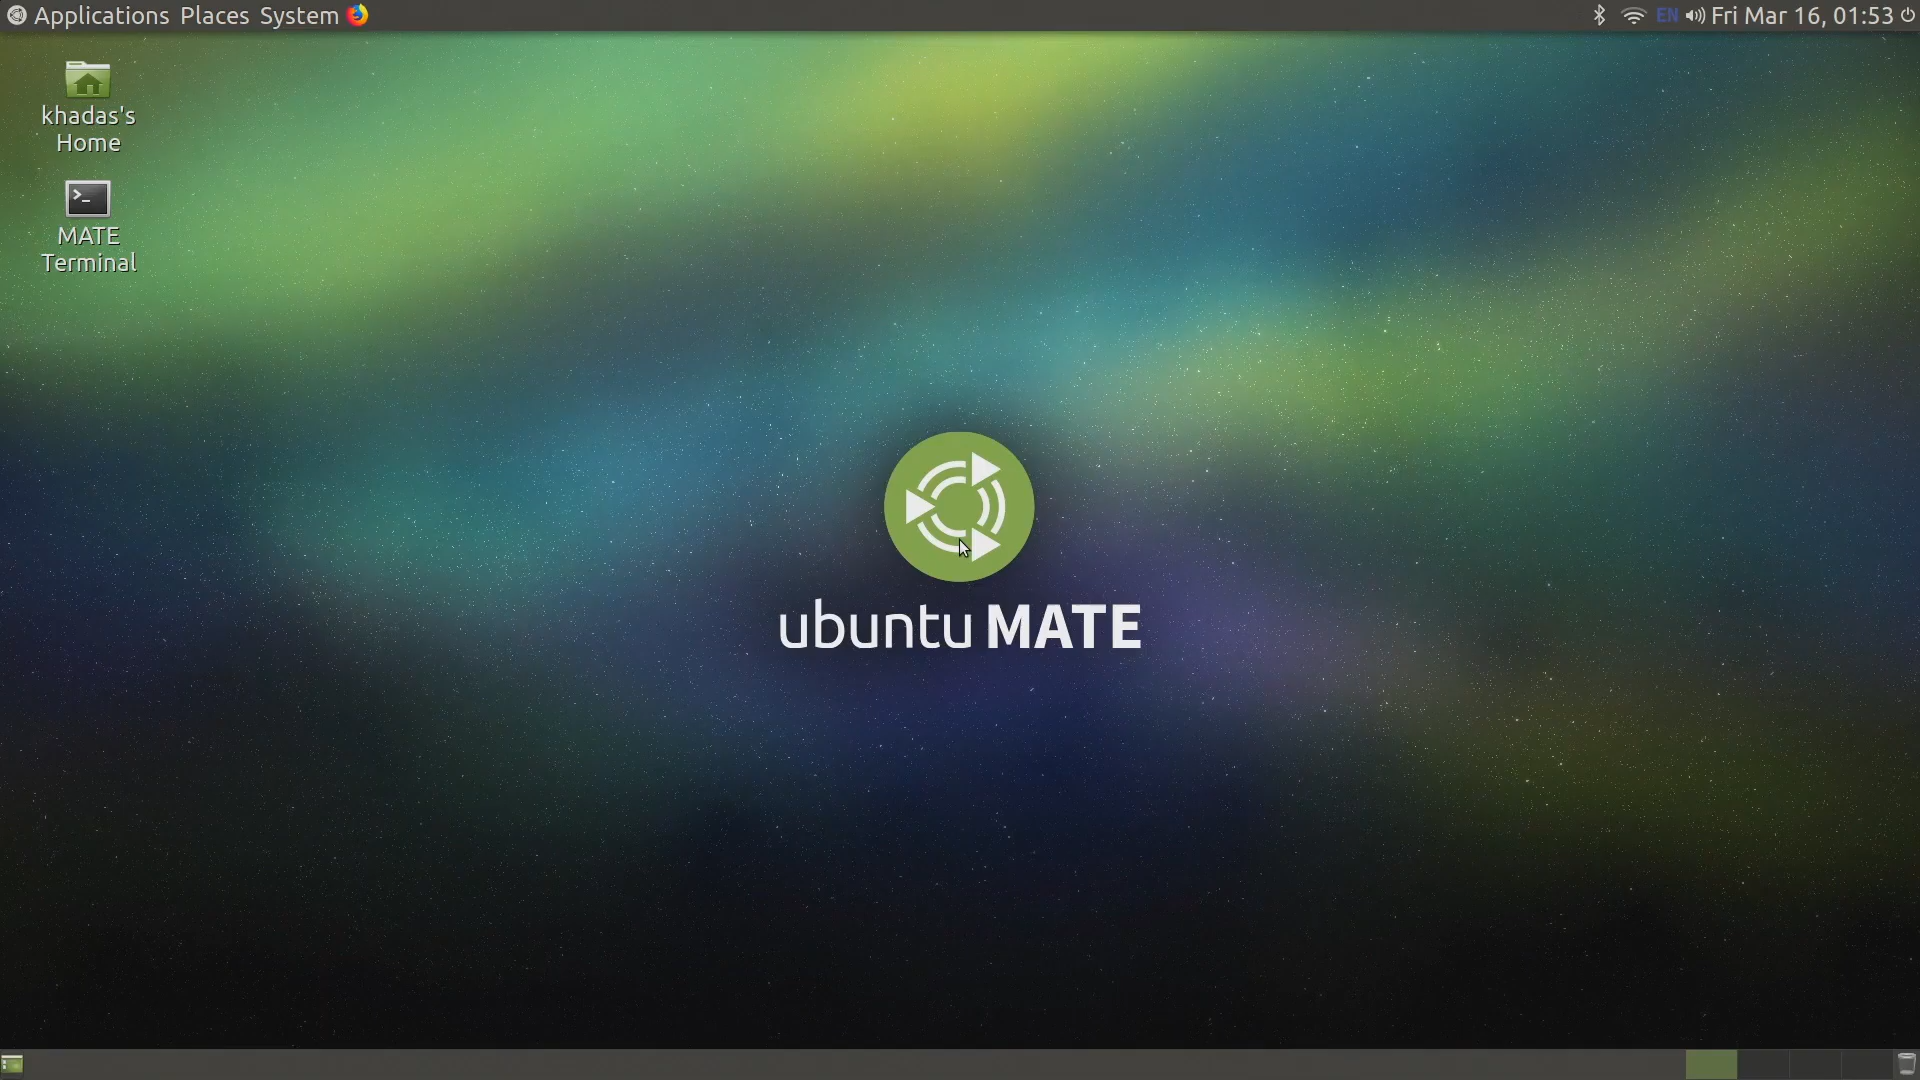 Applications Places System
EN Fri Mar 16, 01:53
khadas's
Home
>_
MATE
Terminal
ubuntu MATE